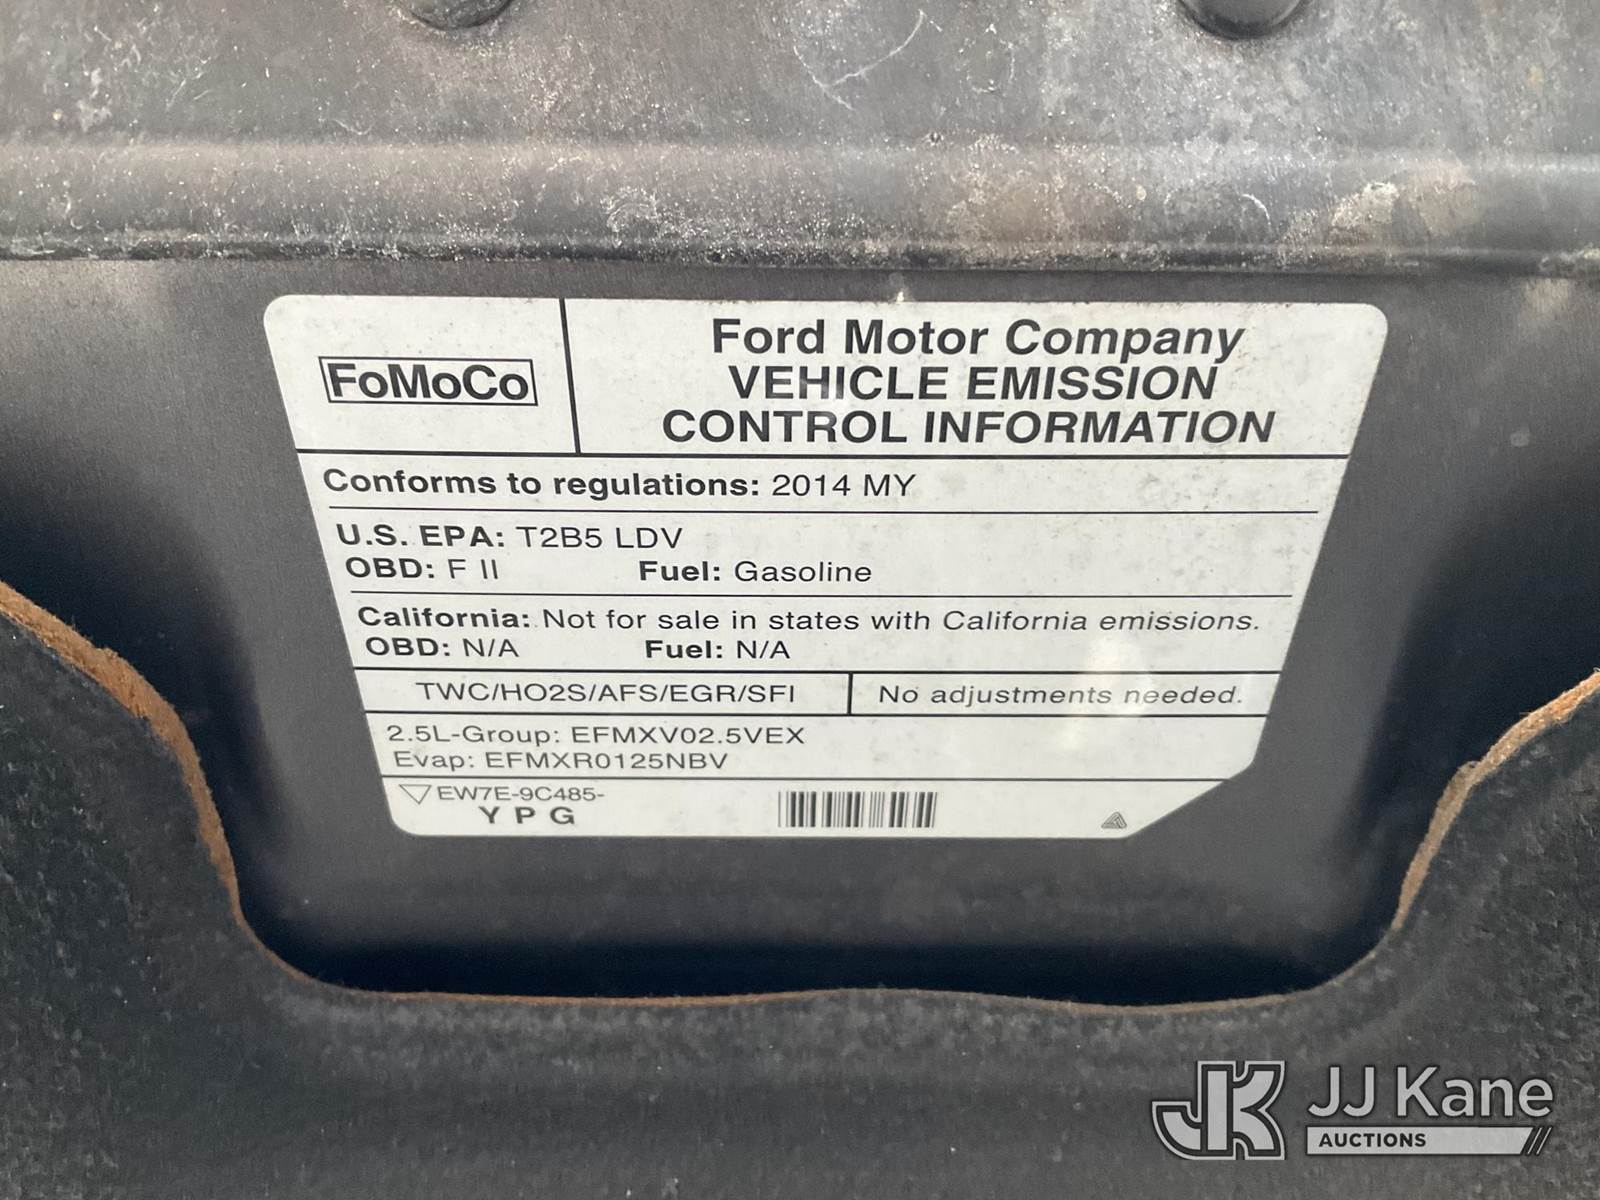 FoMoCo
Ford Motor Company
VEHICLE EMISSION
CONTROL INFORMATION
Conforms to regulations: 2014 MY
U.S. EPA: T2B5 LDV
OBD: F II Fuel: Gasoline
California: Not for sale in states with California emissions.
OBD: N/A Fuel: N/A
TWC/HO2S/AFS/EGR/SFI No adjustments needed.
2.5L-Group: EFMXV02.5VEX
Evap: EFMXR0125NBV
EW7E-9C485-
Y P G
JK JJ Kane
AUCTIONS